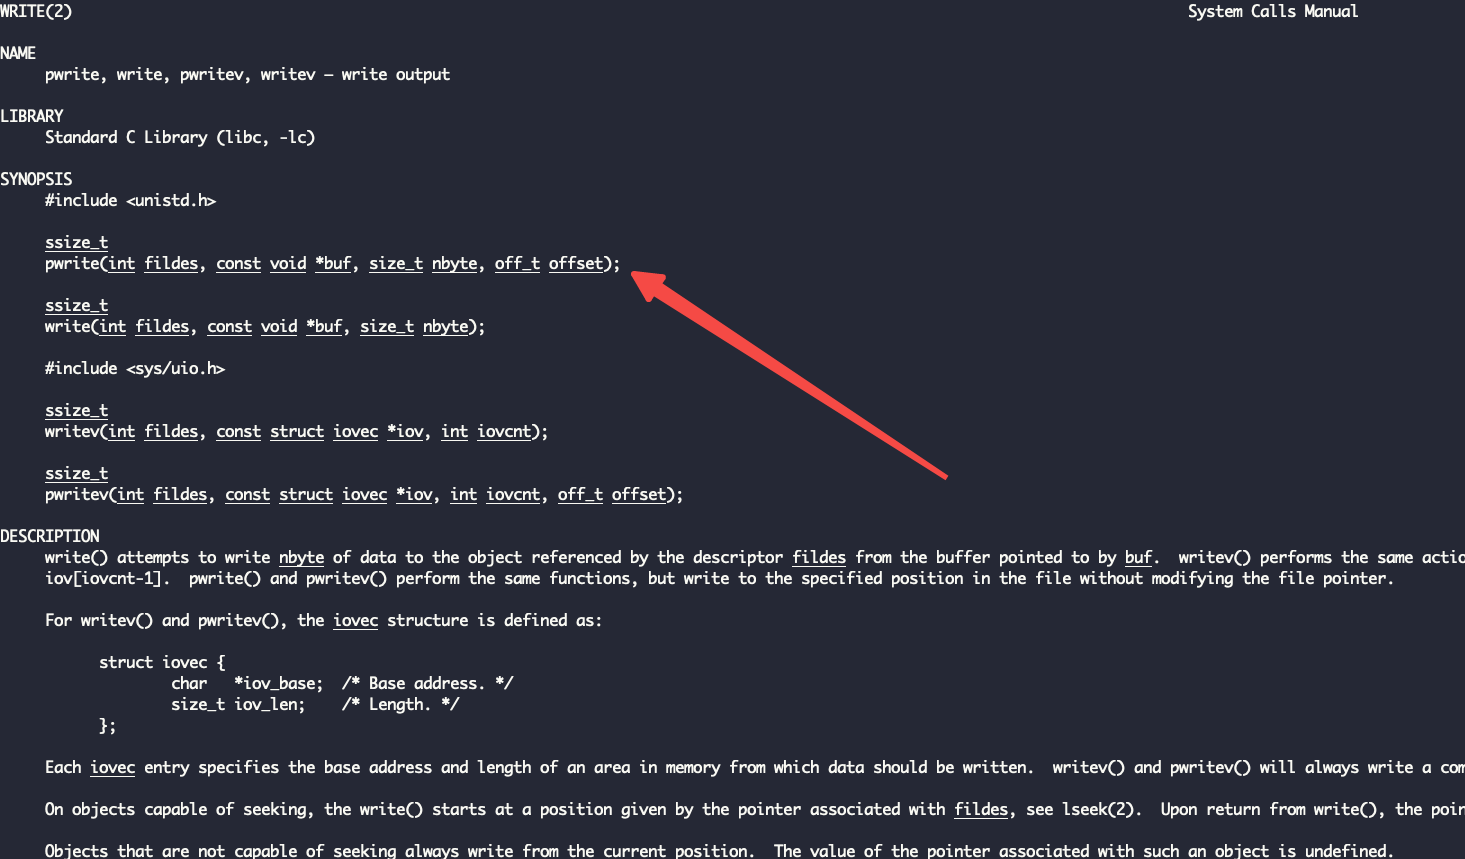 WRITE(2) System Calls Manual
NAME
pwrite, write, pwritev, writev – write output
LIBRARY
Standard C Library (libc, -lc)
SYNOPSIS
#include <unistd.h>
ssize_t
pwrite(int fildes, const void *buf, size_t nbyte, off_t offset);
ssize_t
write(int fildes, const void *buf, size_t nbyte);
#include <sys/uio.h>
ssize_t
writev(int fildes, const struct iovec *iov, int iovcnt);
ssize_t
pwritev(int fildes, const struct iovec *iov, int iovcnt, off_t offset);
DESCRIPTION
write() attempts to write nbyte of data to the object referenced by the descriptor fildes from the buffer pointed to by buf.  writev() performs the same actio
iov[iovcnt-1].  pwrite() and pwritev() perform the same functions, but write to the specified position in the file without modifying the file pointer.
For writev() and pwritev(), the iovec structure is defined as:
struct iovec {
char   *iov_base;  /* Base address. */
size_t iov_len;    /* Length. */
};
Each iovec entry specifies the base address and length of an area in memory from which data should be written.  writev() and pwritev() will always write a com
On objects capable of seeking, the write() starts at a position given by the pointer associated with fildes, see lseek(2).  Upon return from write(), the poin
Objects that are not capable of seeking always write from the current position.  The value of the pointer associated with such an object is undefined.